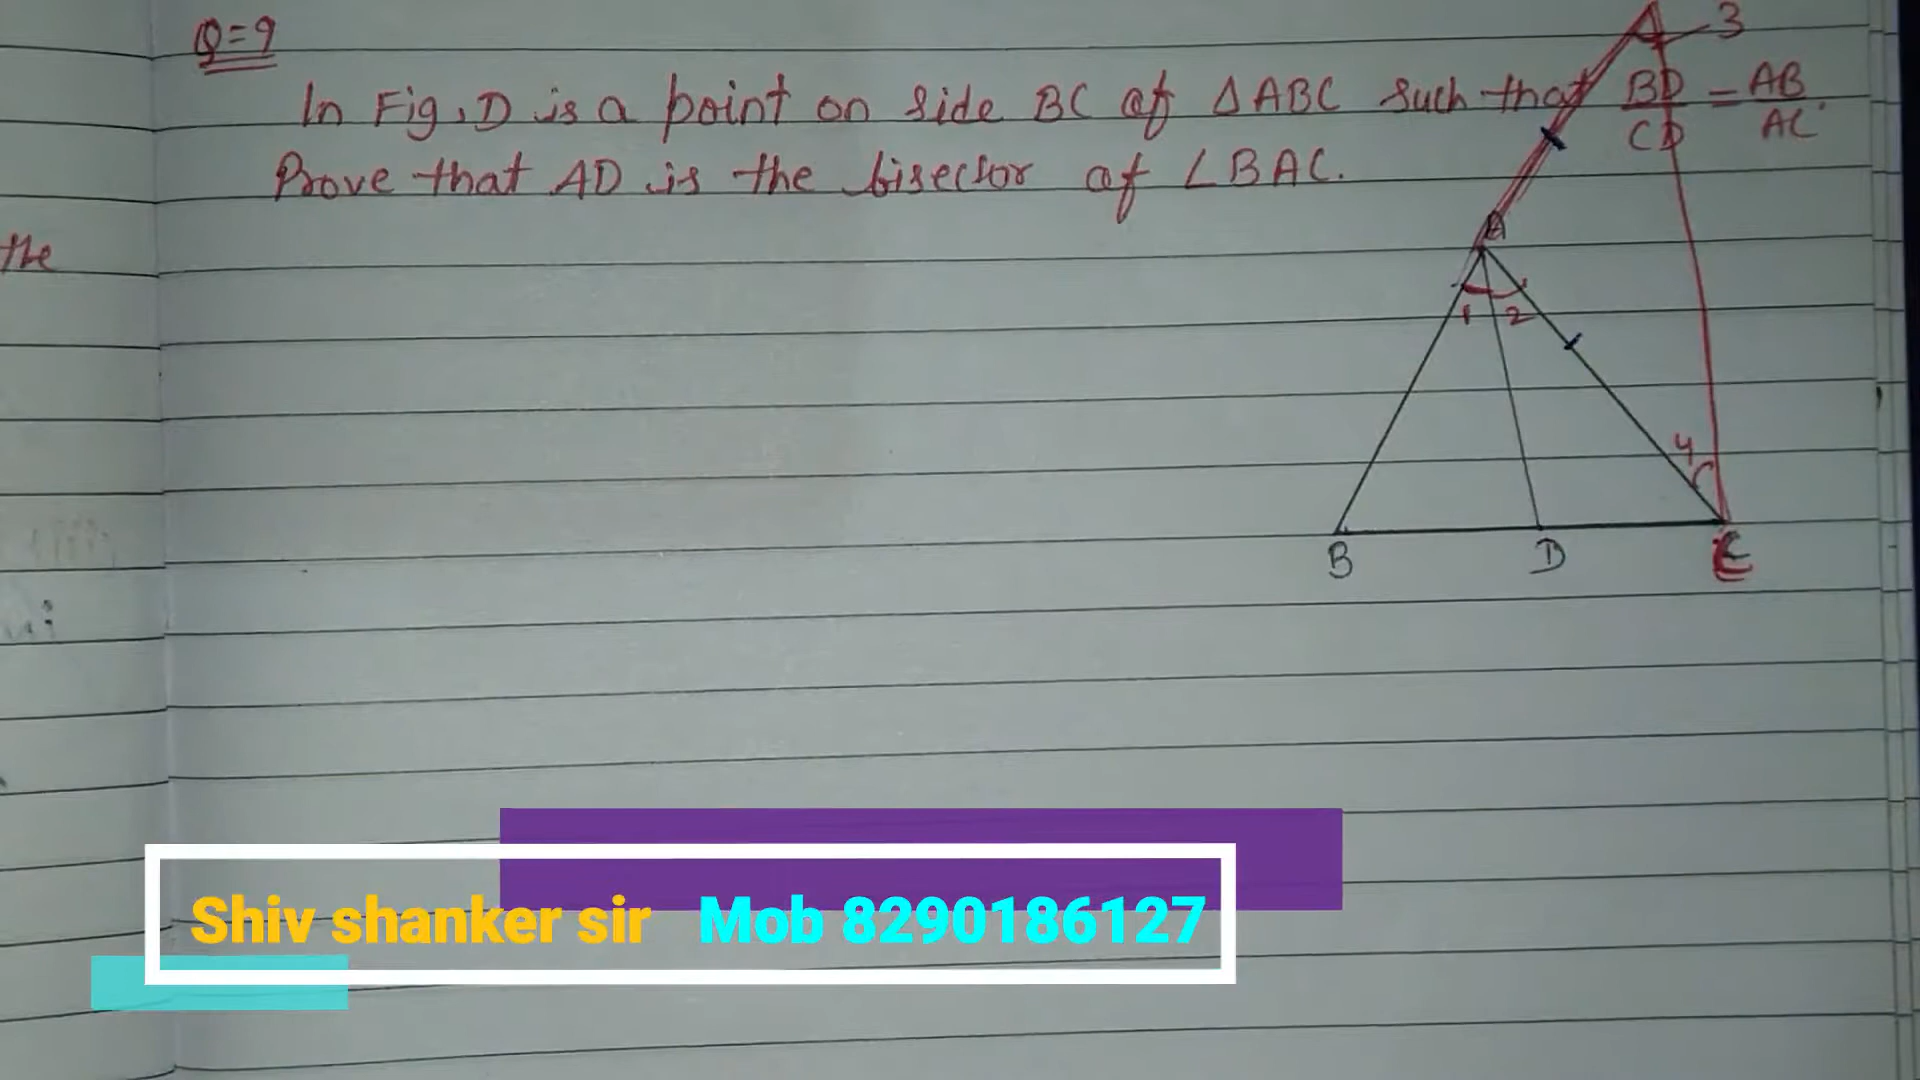 Q=9
In Fig, D is a point on side BC of △ABC such that BD/CD = AB/AC.
Prove that AD is the bisector of ∠BAC.
the
3
A
1 2
4
B D C
Shiv shanker sir Mob 8290186127